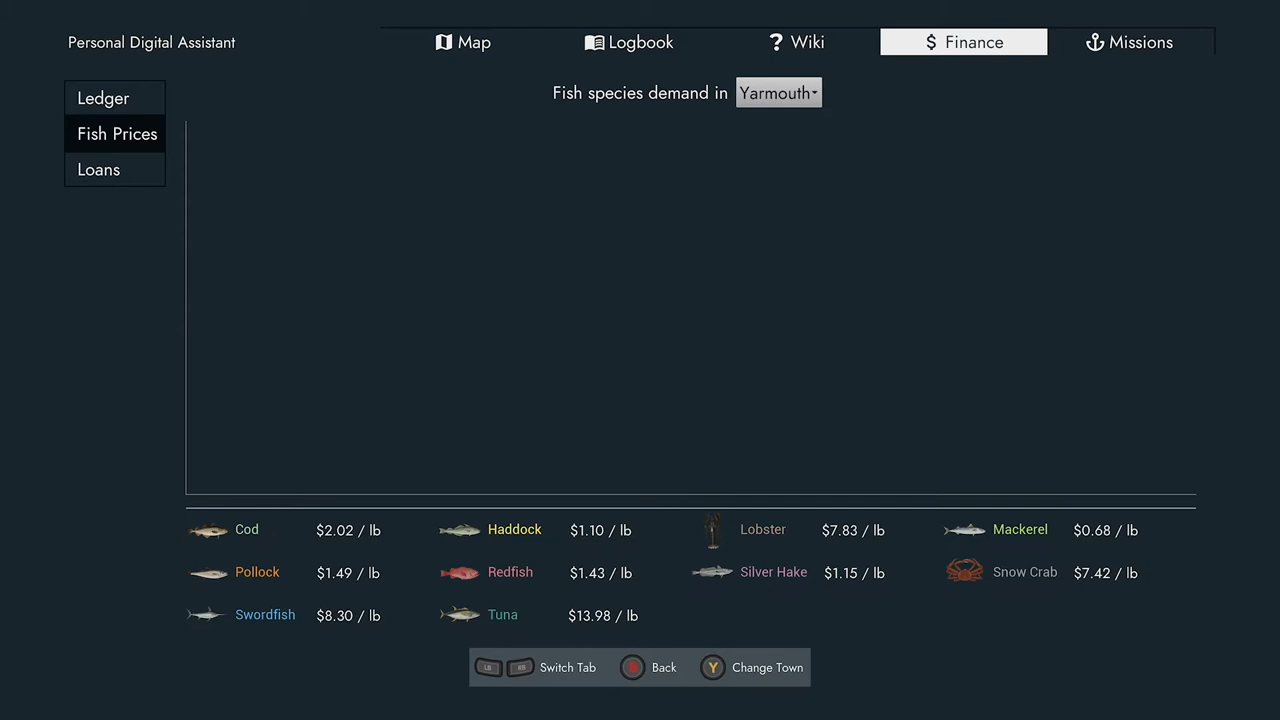 Personal Digital Assistant
Map
Logbook
? Wiki
$ Finance
Missions
Ledger
Fish Prices
Loans
Fish species demand in Yarmouth
Cod $2.02 / lb
Haddock $1.10 / lb
Lobster $7.83 / lb
Mackerel $0.68 / lb
Pollock $1.49 / lb
Redfish $1.43 / lb
Silver Hake $1.15 / lb
Snow Crab $7.42 / lb
Swordfish $8.30 / lb
Tuna $13.98 / lb
LB RB Switch Tab B Back Y Change Town